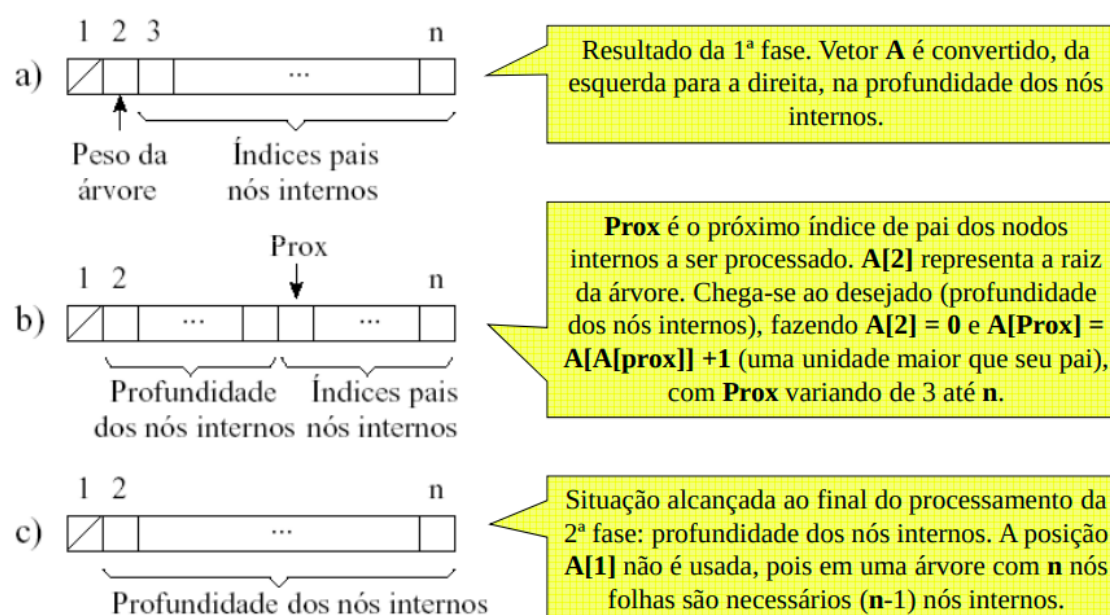 1 2 3 n
a) ...
Peso da árvore
Índices pais nós internos
Resultado da 1ª fase. Vetor A é convertido, da
esquerda para a direita, na profundidade dos nós
internos.
Prox
1 2 n
b) ... ...
Profundidade dos nós internos
Índices pais nós internos
Prox é o próximo índice de pai dos nodos
internos a ser processado. A[2] representa a raiz
da árvore. Chega-se ao desejado (profundidade
dos nós internos), fazendo A[2] = 0 e A[Prox] =
A[A[prox]] +1 (uma unidade maior que seu pai),
com Prox variando de 3 até n.
1 2 n
c) ...
Profundidade dos nós internos
Situação alcançada ao final do processamento da
2ª fase: profundidade dos nós internos. A posição
A[1] não é usada, pois em uma árvore com n nós
folhas são necessários (n-1) nós internos.